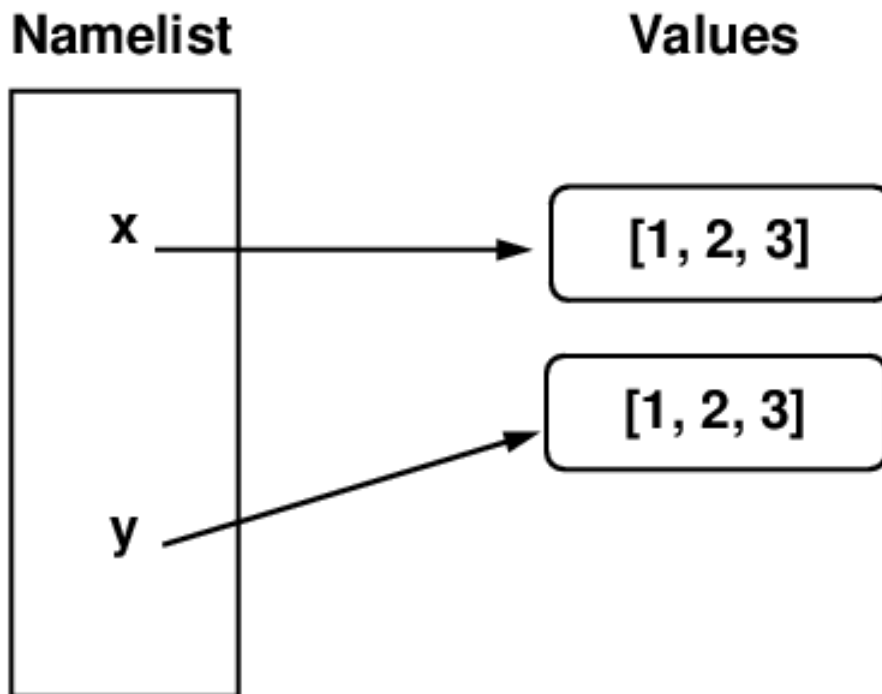 Namelist Values
x [1, 2, 3]
[1, 2, 3]
y